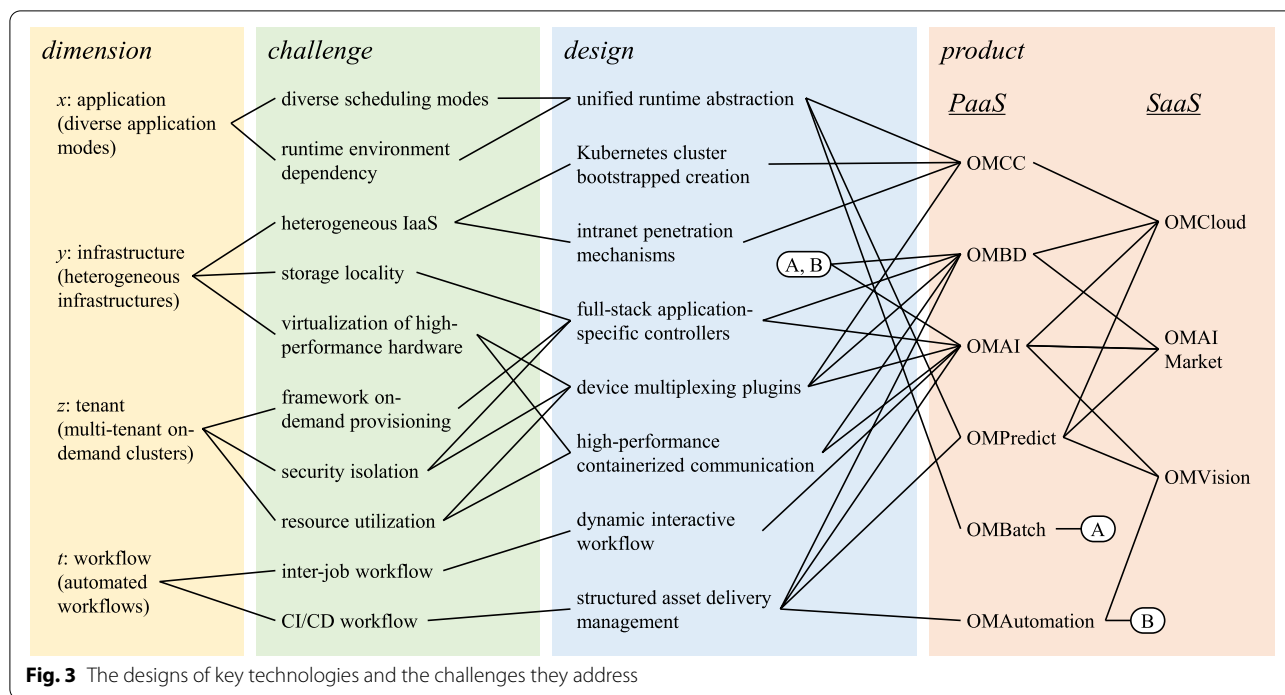 dimension
x: application
(diverse application
modes)
y: infrastructure
(heterogeneous
infrastructures)
z: tenant
(multi-tenant on-
demand clusters)
t: workflow
(automated
workflows)
challenge
diverse scheduling modes
runtime environment
dependency
heterogeneous IaaS
storage locality
virtualization of high-
performance hardware
framework on-
demand provisioning
security isolation
resource utilization
inter-job workflow
CI/CD workflow
design
unified runtime abstraction
Kubernetes cluster
bootstrapped creation
intranet penetration
mechanisms
A, B
full-stack application-
specific controllers
device multiplexing plugins
high-performance
containerized communication
dynamic interactive
workflow
structured asset delivery
management
product
PaaS
OMCC
OMBD
OMAI
OMPredict
OMBatch
A
OMAutomation
B
SaaS
OMCloud
OMAI
Market
OMVision
Fig. 3 The designs of key technologies and the challenges they address